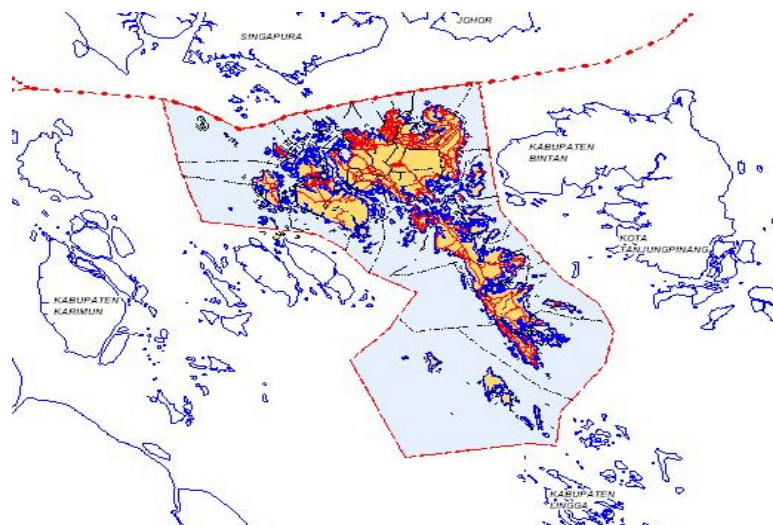 JOHOR
SINGAPURA
KABUPATEN
BINTAN
KOTA
TANJUNGPINANG
KABUPATEN
KARIMUN
KABUPATEN
LINGGA